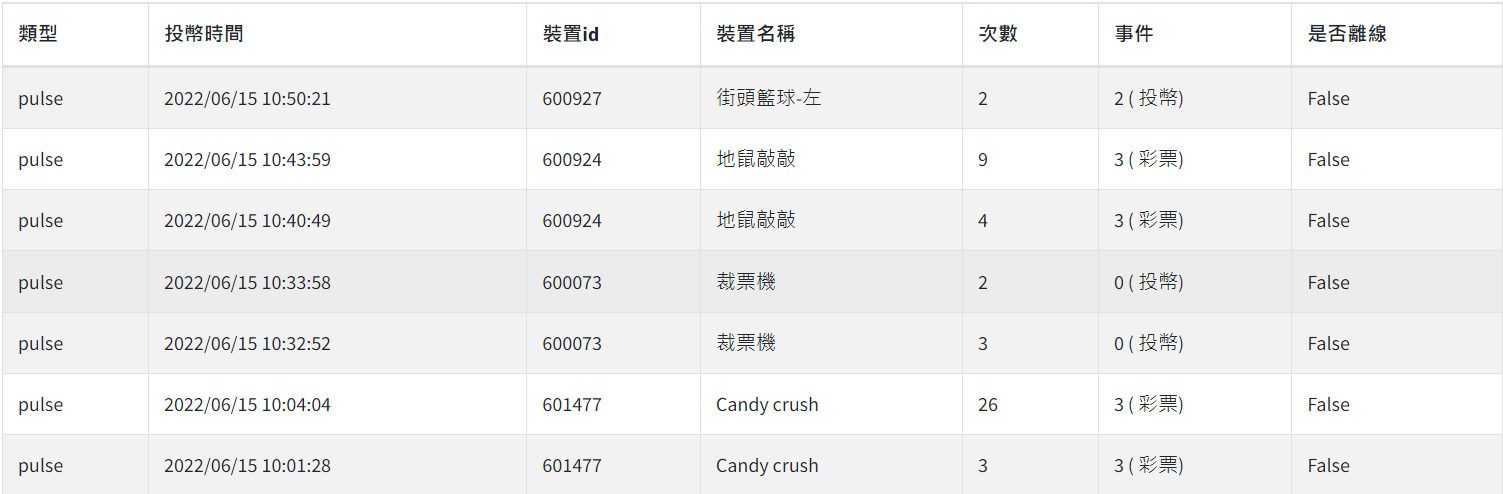 類型 投幣時間 裝置id 裝置名稱 次數 事件 是否離線
pulse 2022/06/15 10:50:21 600927 街頭籃球-左 2 2 ( 投幣) False
pulse 2022/06/15 10:43:59 600924 地鼠敲敲 9 3 ( 彩票) False
pulse 2022/06/15 10:40:49 600924 地鼠敲敲 4 3 ( 彩票) False
pulse 2022/06/15 10:33:58 600073 裁票機 2 0 ( 投幣) False
pulse 2022/06/15 10:32:52 600073 裁票機 3 0 ( 投幣) False
pulse 2022/06/15 10:04:04 601477 Candy crush 26 3 ( 彩票) False
pulse 2022/06/15 10:01:28 601477 Candy crush 3 3 ( 彩票) False